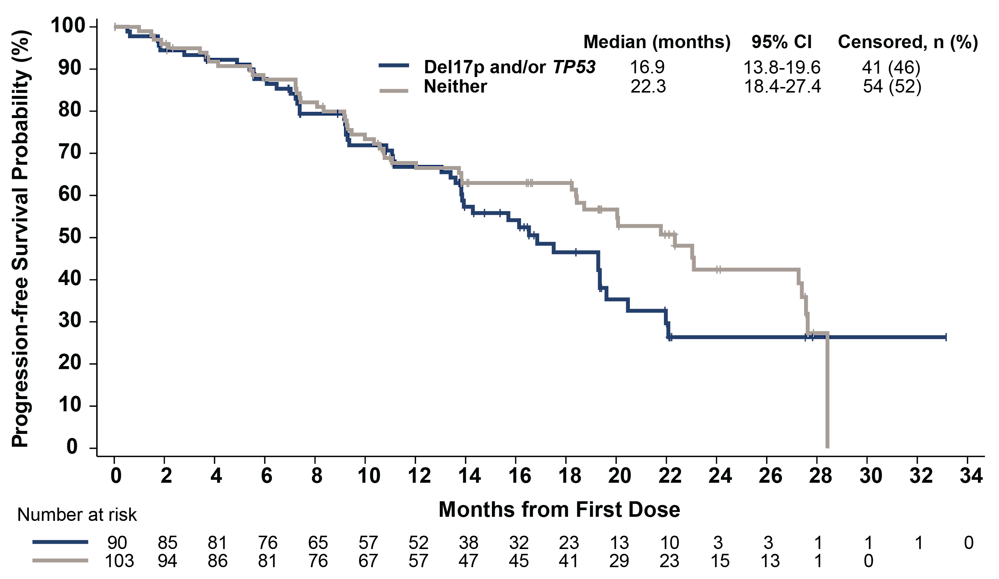 Progression-free Survival Probability (%)
100
90
80
70
60
50
40
30
20
10
0
Median (months) 95% CI Censored, n (%)
Del17p and/or TP53 16.9 13.8-19.6 41 (46)
Neither 22.3 18.4-27.4 54 (52)
0 2 4 6 8 10 12 14 16 18 20 22 24 26 28 30 32 34
Months from First Dose
Number at risk
90 85 81 76 65 57 52 38 32 23 13 10 3 3 1 1 1 0
103 94 86 81 76 67 57 47 45 41 29 23 15 13 1 0